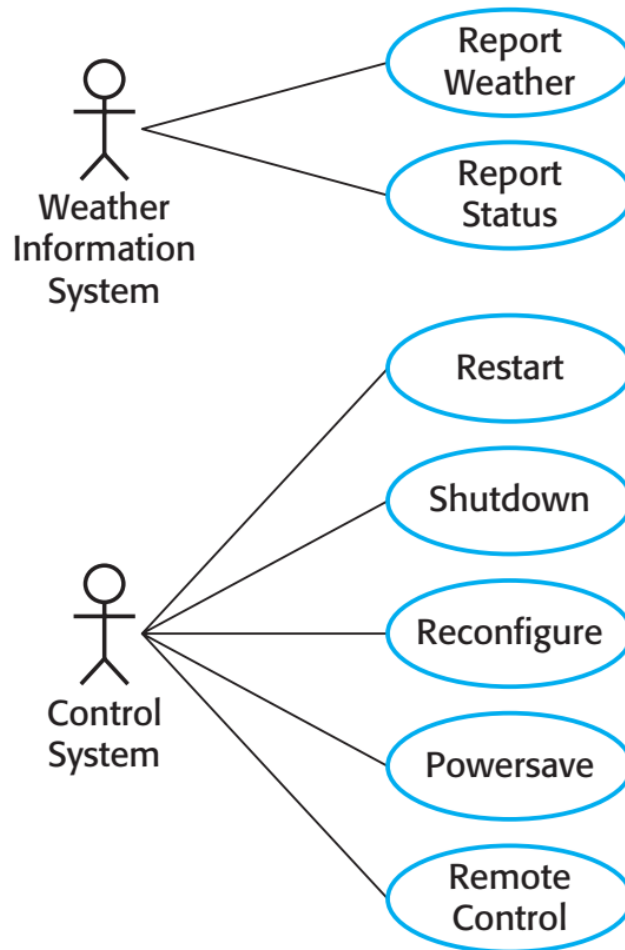 Report
Weather
Report
Status
Weather
Information
System
Restart
Shutdown
Reconfigure
Control
System
Powersave
Remote
Control